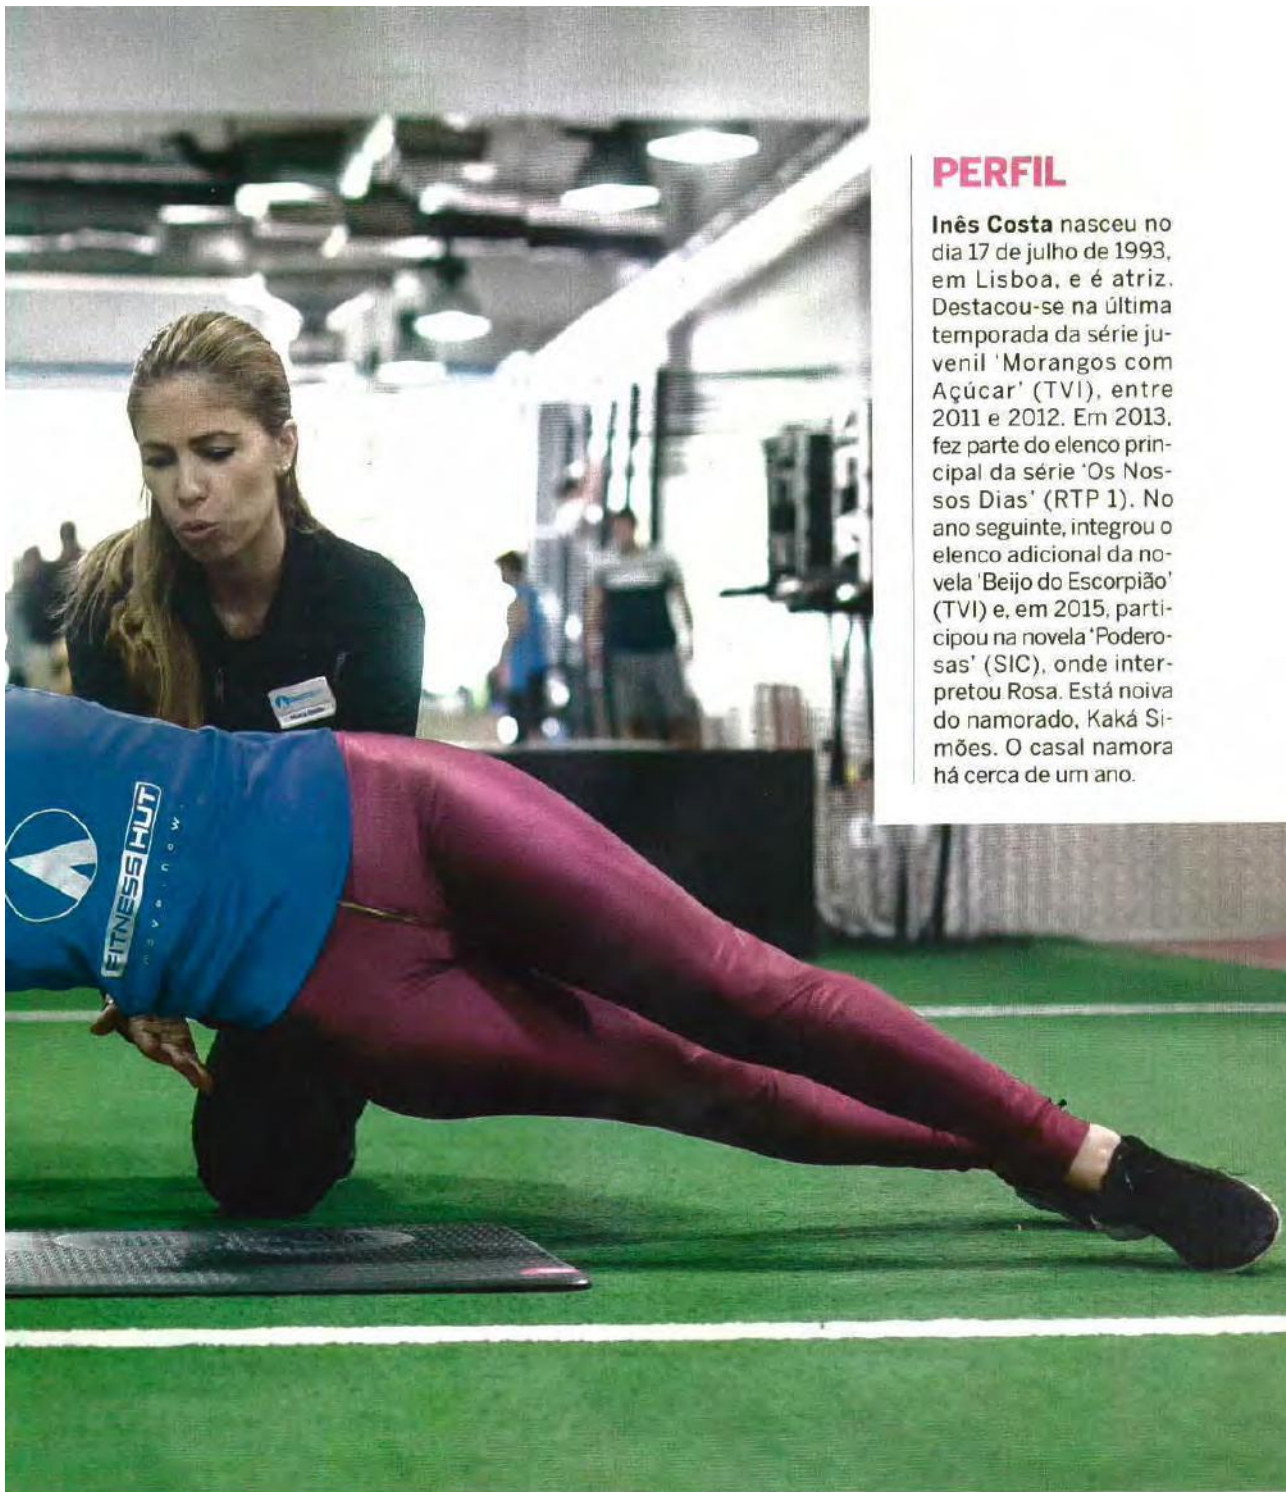 PERFIL
Inês Costa nasceu no
dia 17 de julho de 1993,
em Lisboa, e é atriz.
Destacou-se na última
temporada da série ju-
venil 'Morangos com
Açúcar' (TVI), entre
2011 e 2012. Em 2013,
fez parte do elenco prin-
cipal da série 'Os Nos-
sos Dias' (RTP 1). No
ano seguinte, integrou o
elenco adicional da no-
vela 'Beijo do Escorpião'
(TVI) e, em 2015, parti-
cipou na novela 'Podero-
sas' (SIC), onde inter-
pretou Rosa. Está noiva
do namorado, Kaká Si-
mões. O casal namora
há cerca de um ano.
FITNESS HUT
move.now.